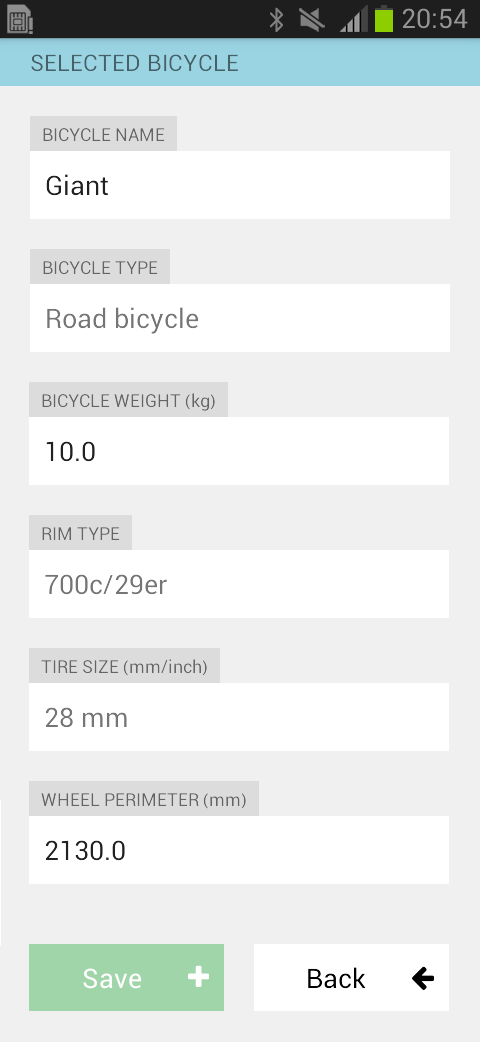 20:54
SELECTED BICYCLE
BICYCLE NAME
Giant
BICYCLE TYPE
Road bicycle
BICYCLE WEIGHT (kg)
10.0
RIM TYPE
700c/29er
TIRE SIZE (mm/inch)
28 mm
WHEEL PERIMETER (mm)
2130.0
Save
Back